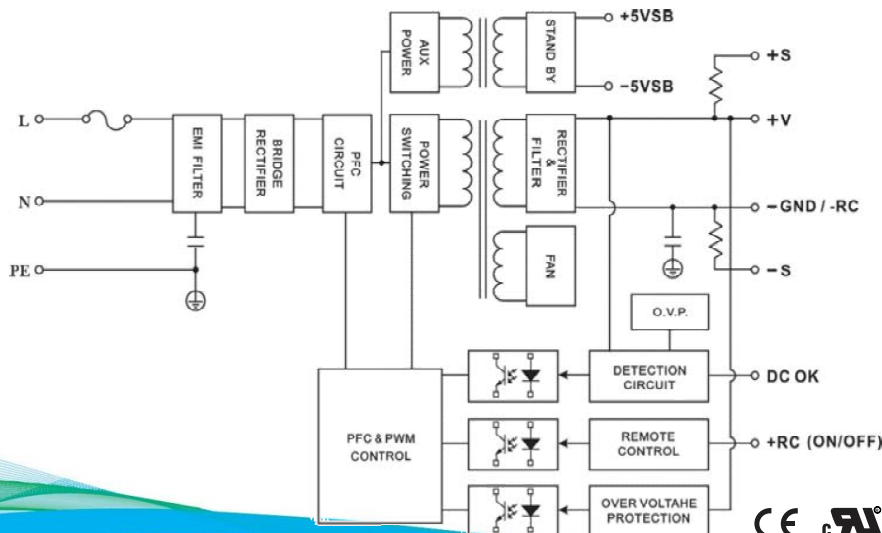 AUX
POWER
STAND BY
+5VSB
−5VSB
+S
L
EMI FILTER
BRIDGE
RECTIFIER
PFC
CIRCUIT
POWER
SWITCHING
RECTIFIER
&
FILTER
+V
N
−GND / -RC
PE
FAN
−S
O.V.P.
DETECTION
CIRCUIT
DC OK
PFC & PWM
CONTROL
REMOTE
CONTROL
+RC (ON/OFF)
OVER VOLTAHE
PROTECTION
CE
c RU ®